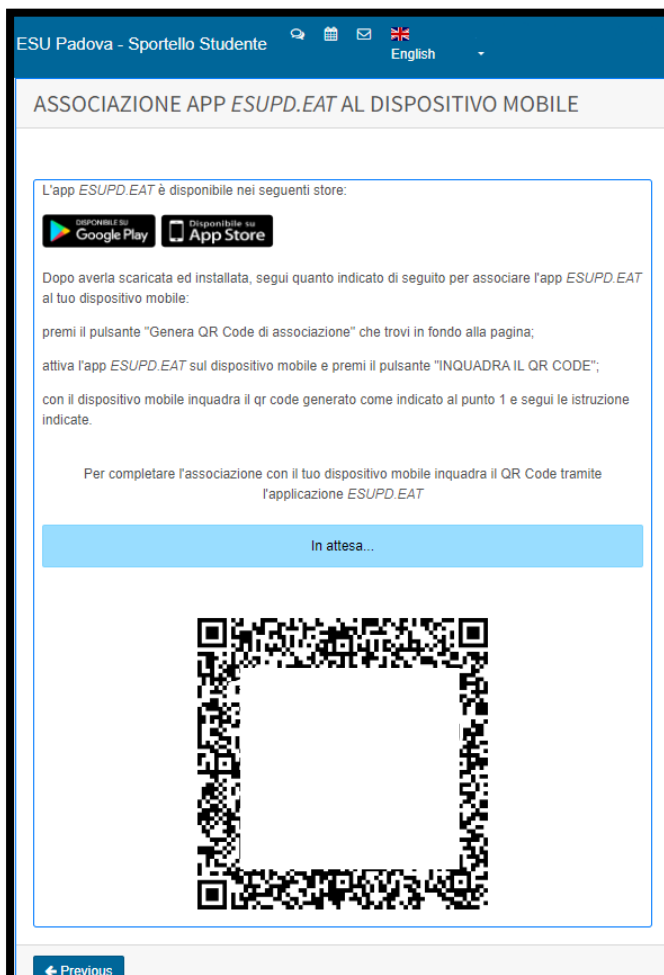 ESU Padova - Sportello Studente
English
ASSOCIAZIONE APP ESUPD.EAT AL DISPOSITIVO MOBILE
L'app ESUPD.EAT è disponibile nei seguenti store:
DISPONIBILE SU
Google Play
Disponibile su
App Store
Dopo averla scaricata ed installata, segui quanto indicato di seguito per associare l'app ESUPD.EAT
al tuo dispositivo mobile:
premi il pulsante "Genera QR Code di associazione" che trovi in fondo alla pagina;
attiva l'app ESUPD.EAT sul dispositivo mobile e premi il pulsante "INQUADRA IL QR CODE";
con il dispositivo mobile inquadra il qr code generato come indicato al punto 1 e segui le istruzione
indicate.
Per completare l'associazione con il tuo dispositivo mobile inquadra il QR Code tramite
l'applicazione ESUPD.EAT
In attesa...
Previous